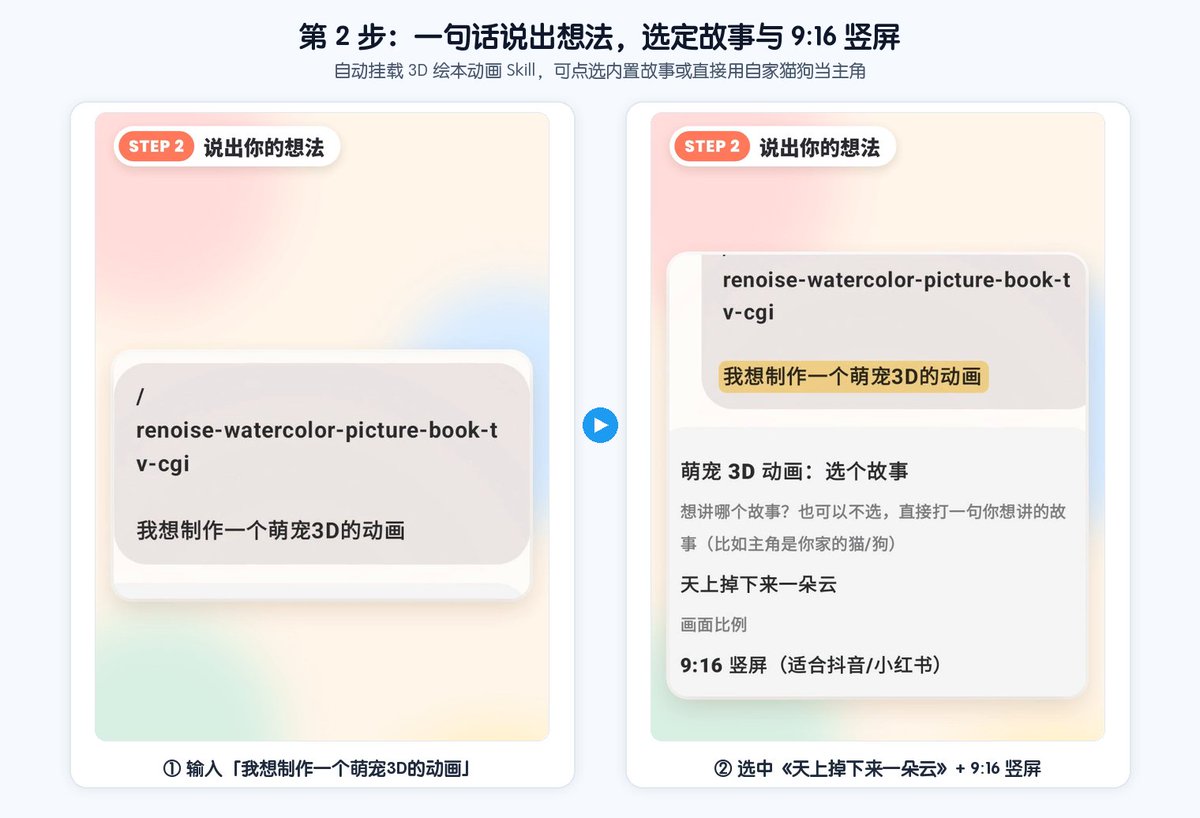 第 2 步：一句话说出想法，选定故事与 9:16 竖屏
自动挂载 3D 绘本动画 Skill，可点选内置故事或直接用自家猫狗当主角
STEP 2 说出你的想法
/
renoise-watercolor-picture-book-t
v-cgi
我想制作一个萌宠3D的动画
① 输入「我想制作一个萌宠3D的动画」
STEP 2 说出你的想法
renoise-watercolor-picture-book-t
v-cgi
我想制作一个萌宠3D的动画
萌宠 3D 动画：选个故事
想讲哪个故事？也可以不选，直接打一句你想讲的故
事（比如主角是你家的猫/狗）
天上掉下来一朵云
画面比例
9:16 竖屏（适合抖音/小红书）
② 选中《天上掉下来一朵云》+ 9:16 竖屏